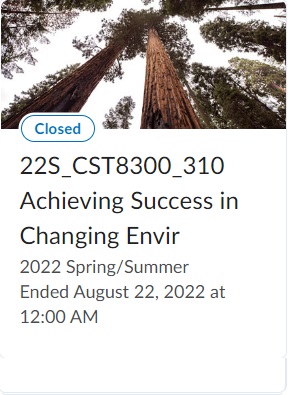 Closed
22S_CST8300_310
Achieving Success in
Changing Envir
2022 Spring/Summer
Ended August 22, 2022 at
12:00 AM